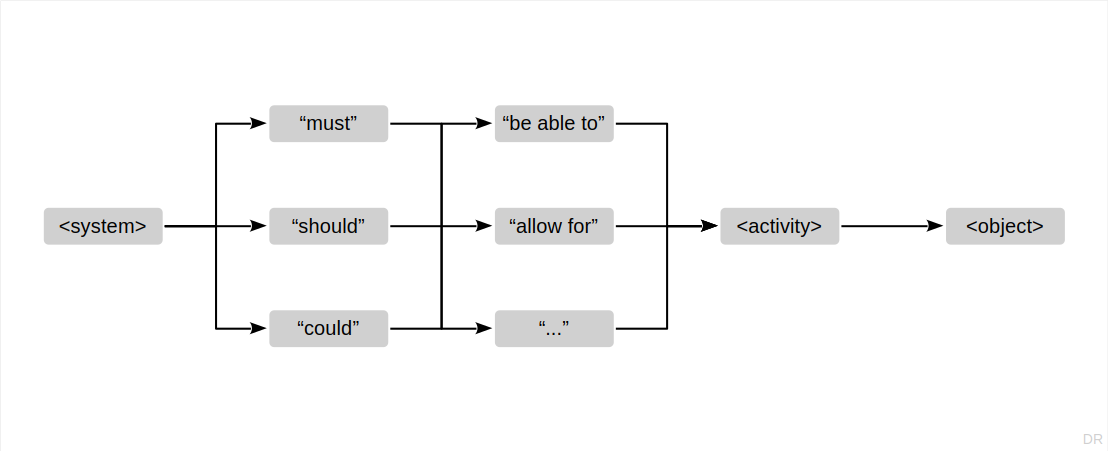 <system>
“must”
“should”
“could”
“be able to”
“allow for”
“...”
<activity>
<object>
DR